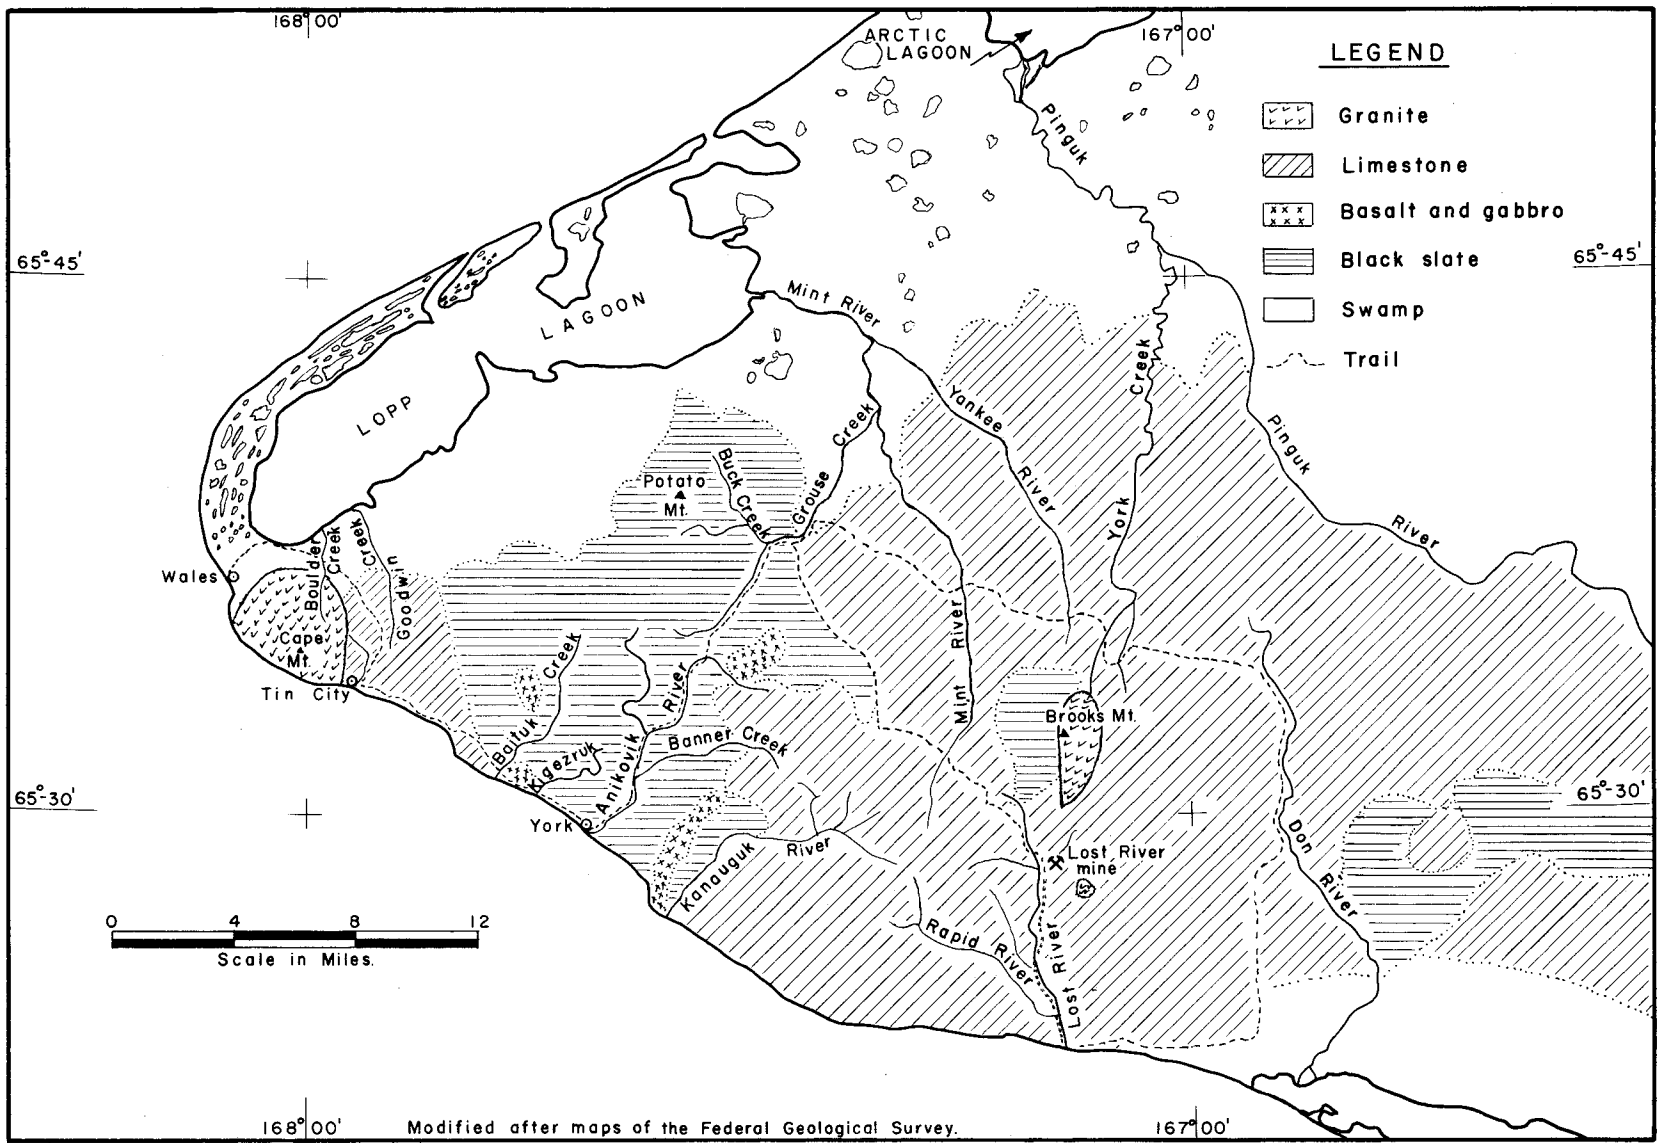 168°00'
ARCTIC
LAGOON
167°00'
LEGEND
Granite
Limestone
Basalt and gabbro
Black slate
Swamp
Trail
Pinguk
65°-45'
65°-45'
Mint River
LAGOON
LOPP
Creek
Yankee
River
Creek
Grouse
Buck Creek
Potato
Mt.
York
Pinguk
River
Boulder
Creek
Creek
Goodwin
Wales
Cape
Mt.
Tin City
Mint River
Creek
Baituk
River
Anikovik
Kigezruk
Banner Creek
Brooks Mt.
65°-30'
65°-30'
York
Kanauguk
River
Lost River
mine
Don
River
Rapid River
Lost River
0 4 8 12
Scale in Miles.
168°00'
Modified after maps of the Federal Geological Survey.
167°00'